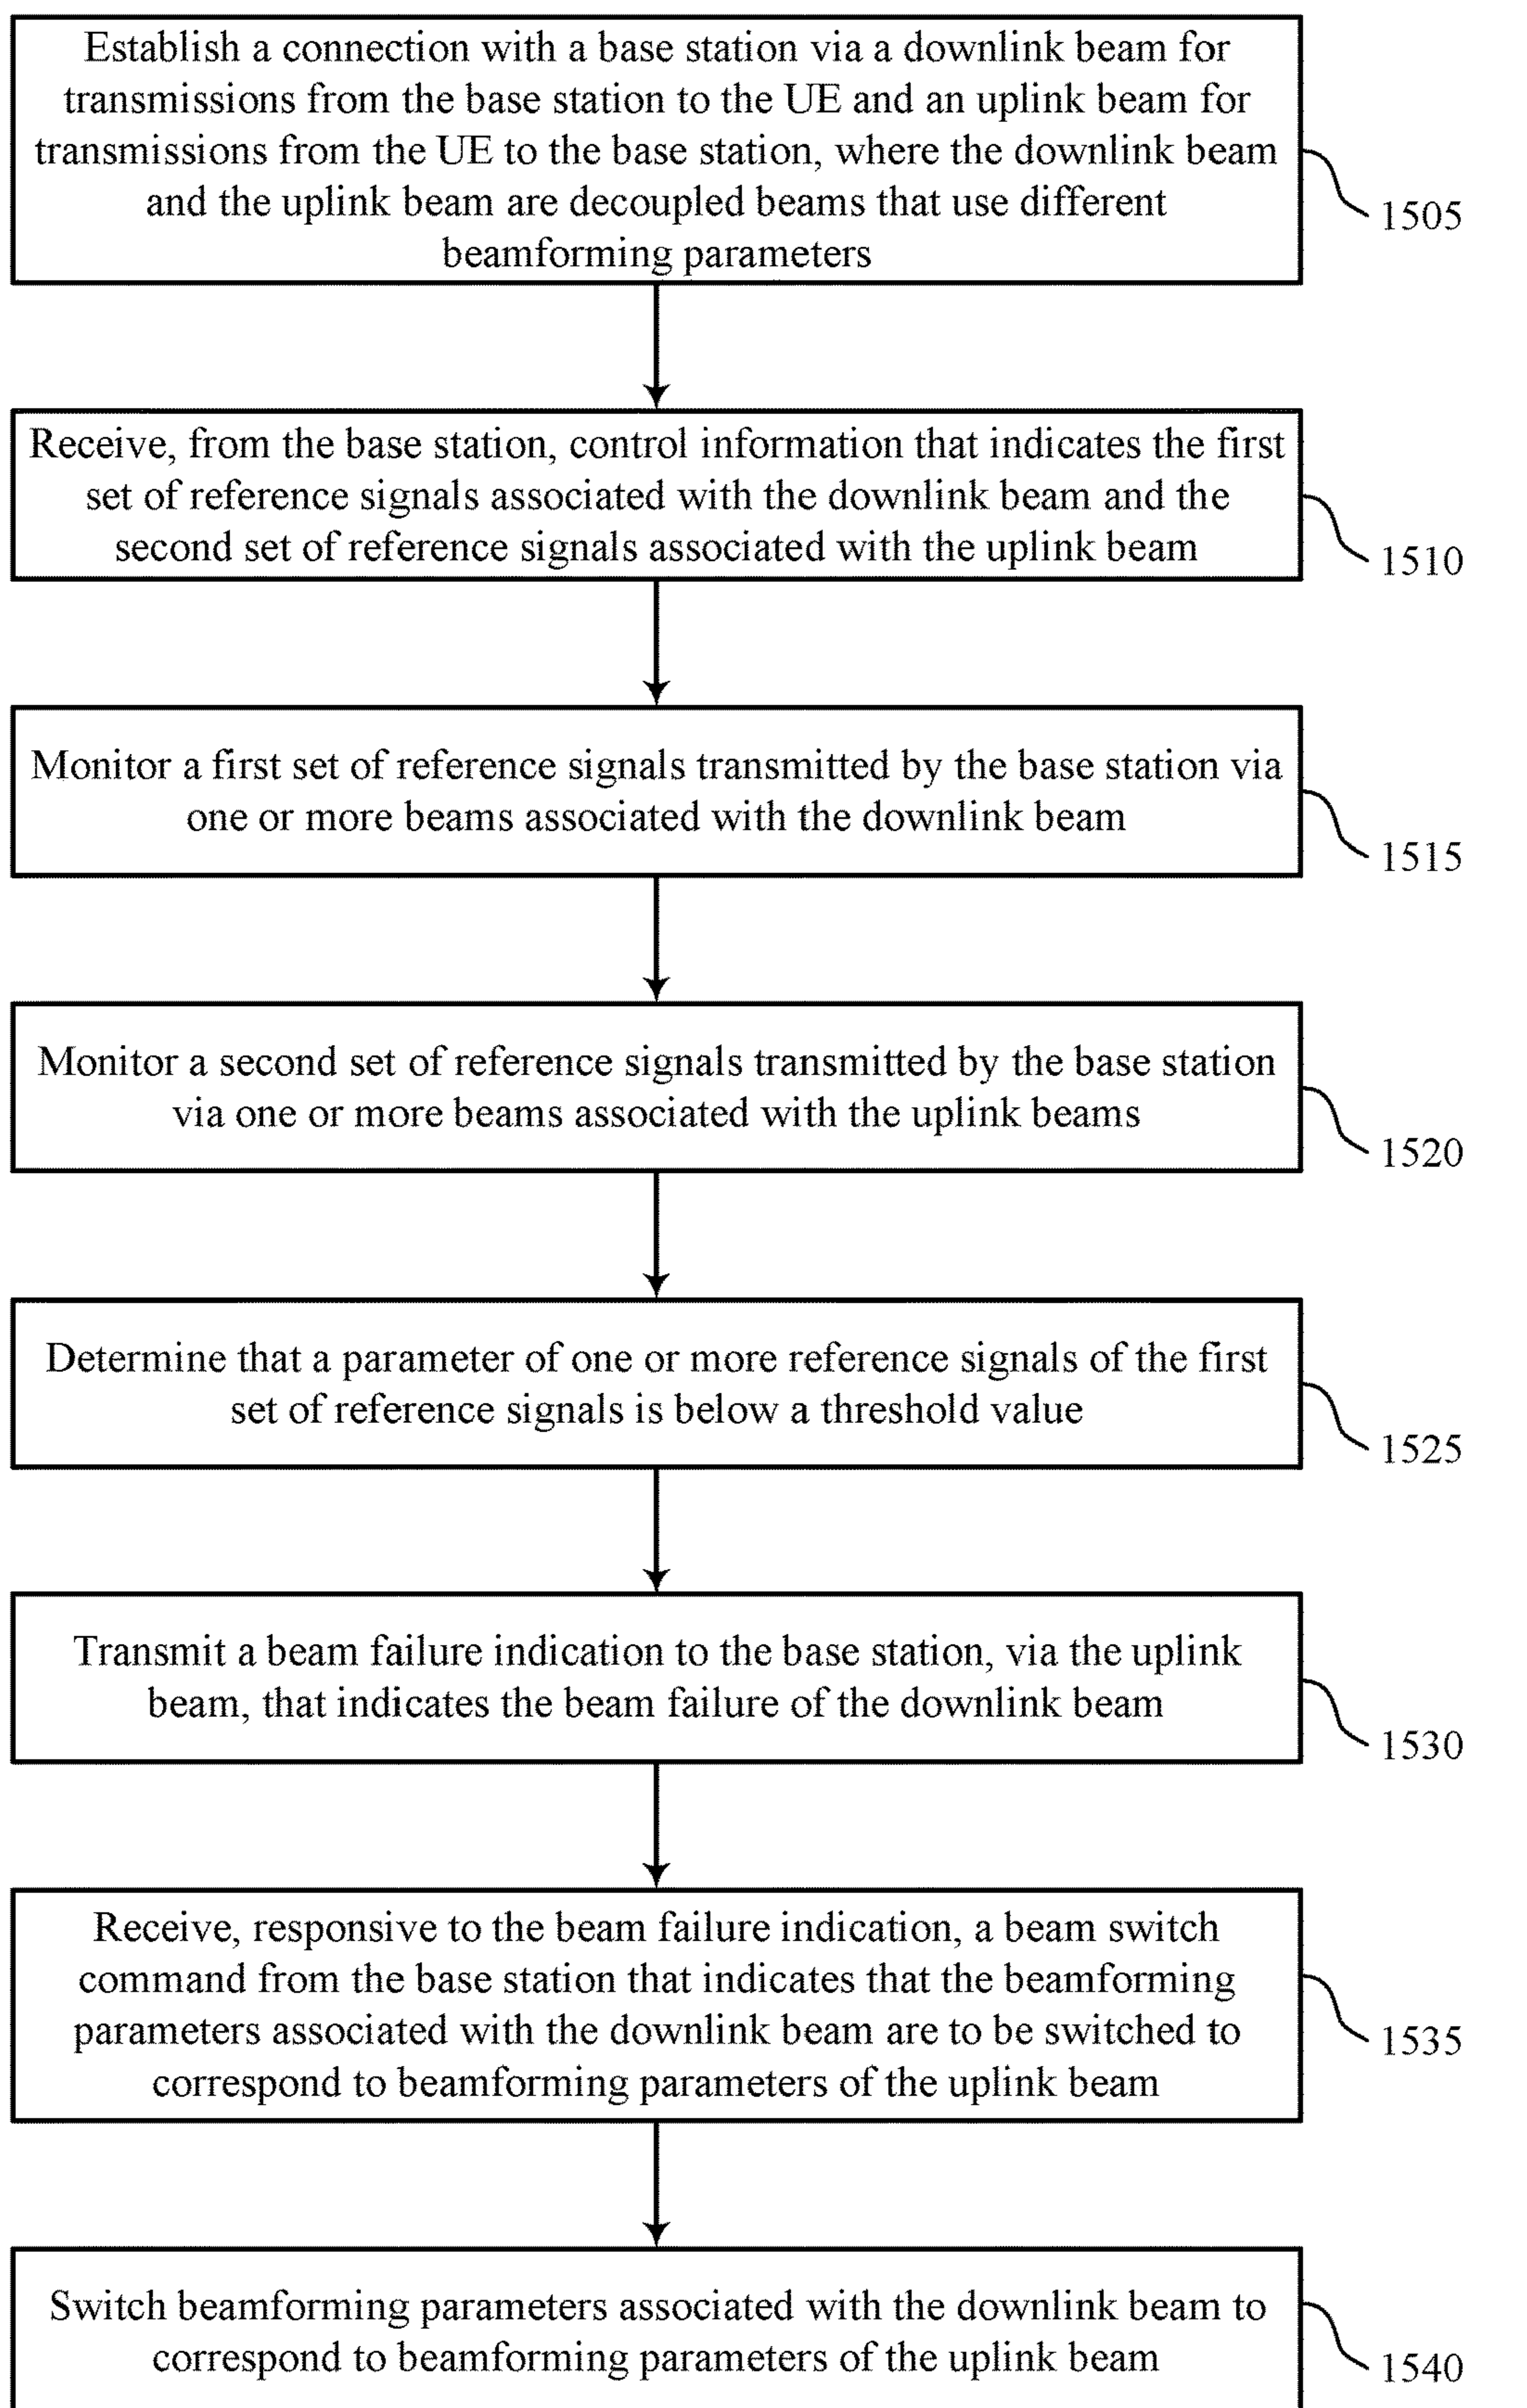 Establish a connection with a base station via a downlink beam for
transmissions from the base station to the UE and an uplink beam for
transmissions from the UE to the base station, where the downlink beam
and the uplink beam are decoupled beams that use different
beamforming parameters
1505
Receive, from the base station, control information that indicates the first
set of reference signals associated with the downlink beam and the
second set of reference signals associated with the uplink beam
1510
Monitor a first set of reference signals transmitted by the base station via
one or more beams associated with the downlink beam
1515
Monitor a second set of reference signals transmitted by the base station
via one or more beams associated with the uplink beams
1520
Determine that a parameter of one or more reference signals of the first
set of reference signals is below a threshold value
1525
Transmit a beam failure indication to the base station, via the uplink
beam, that indicates the beam failure of the downlink beam
1530
Receive, responsive to the beam failure indication, a beam switch
command from the base station that indicates that the beamforming
parameters associated with the downlink beam are to be switched to
correspond to beamforming parameters of the uplink beam
1535
Switch beamforming parameters associated with the downlink beam to
correspond to beamforming parameters of the uplink beam
1540